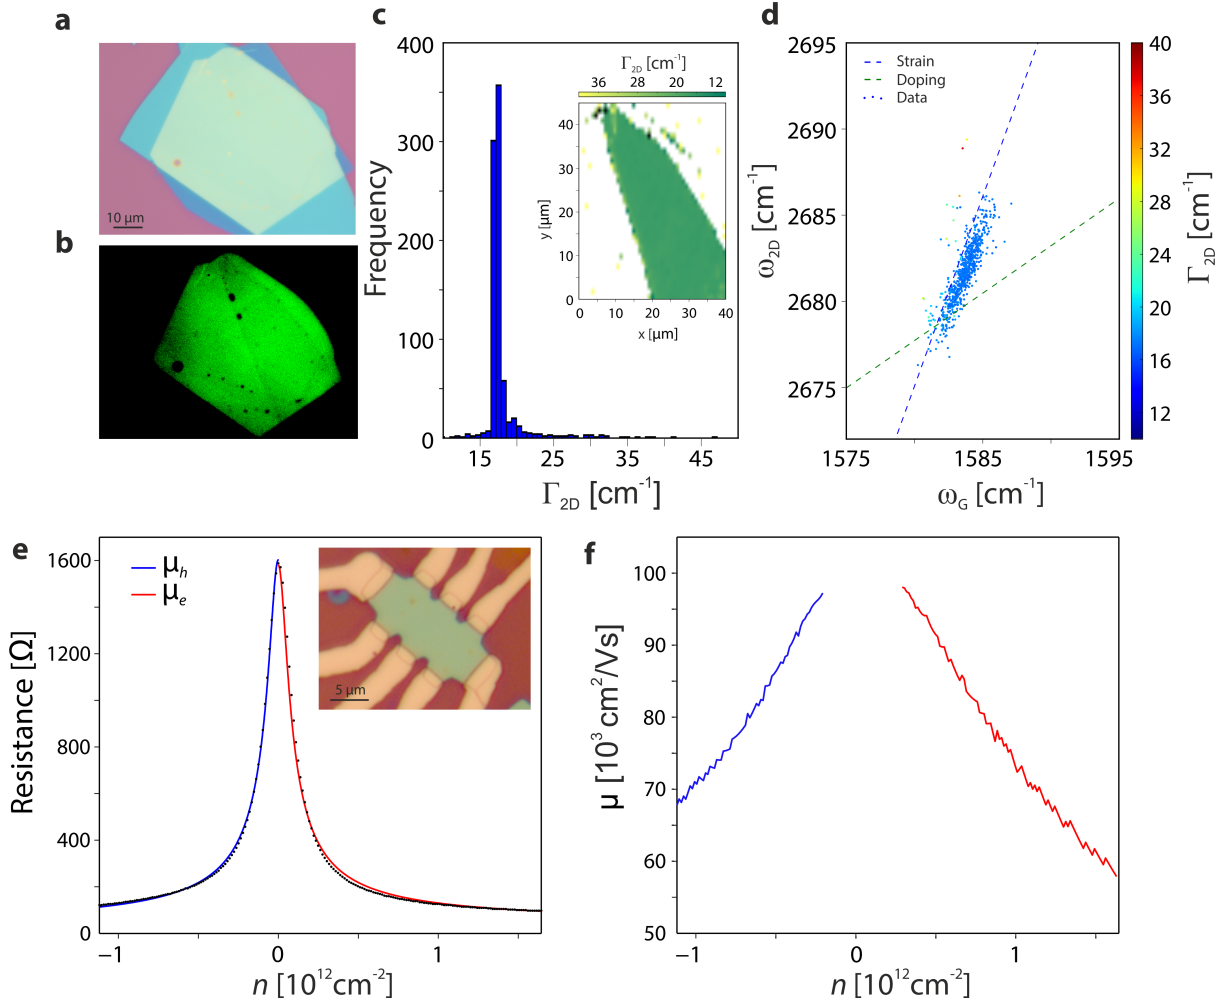 a
10 µm
b
c
400
300
200
100
0
Frequency
15
25
35
45
Γ2D [cm-1]
Γ2D [cm-1]
36 28 20 12
40
30
20
10
0
y [µm]
0 10 20 30 40
x [µm]
d
2695
2690
2685
2680
2675
ω2D [cm-1]
1575 1585 1595
ωG [cm-1]
Strain
Doping
Data
40
36
32
28
24
20
16
12
Γ2D [cm-1]
e
1600
1200
800
400
0
Resistance [Ω]
μh
μe
5 µm
−1 0 1
n [1012cm-2]
f
100
90
80
70
60
50
μ [103 cm2/Vs]
−1 0 1
n [1012cm-2]